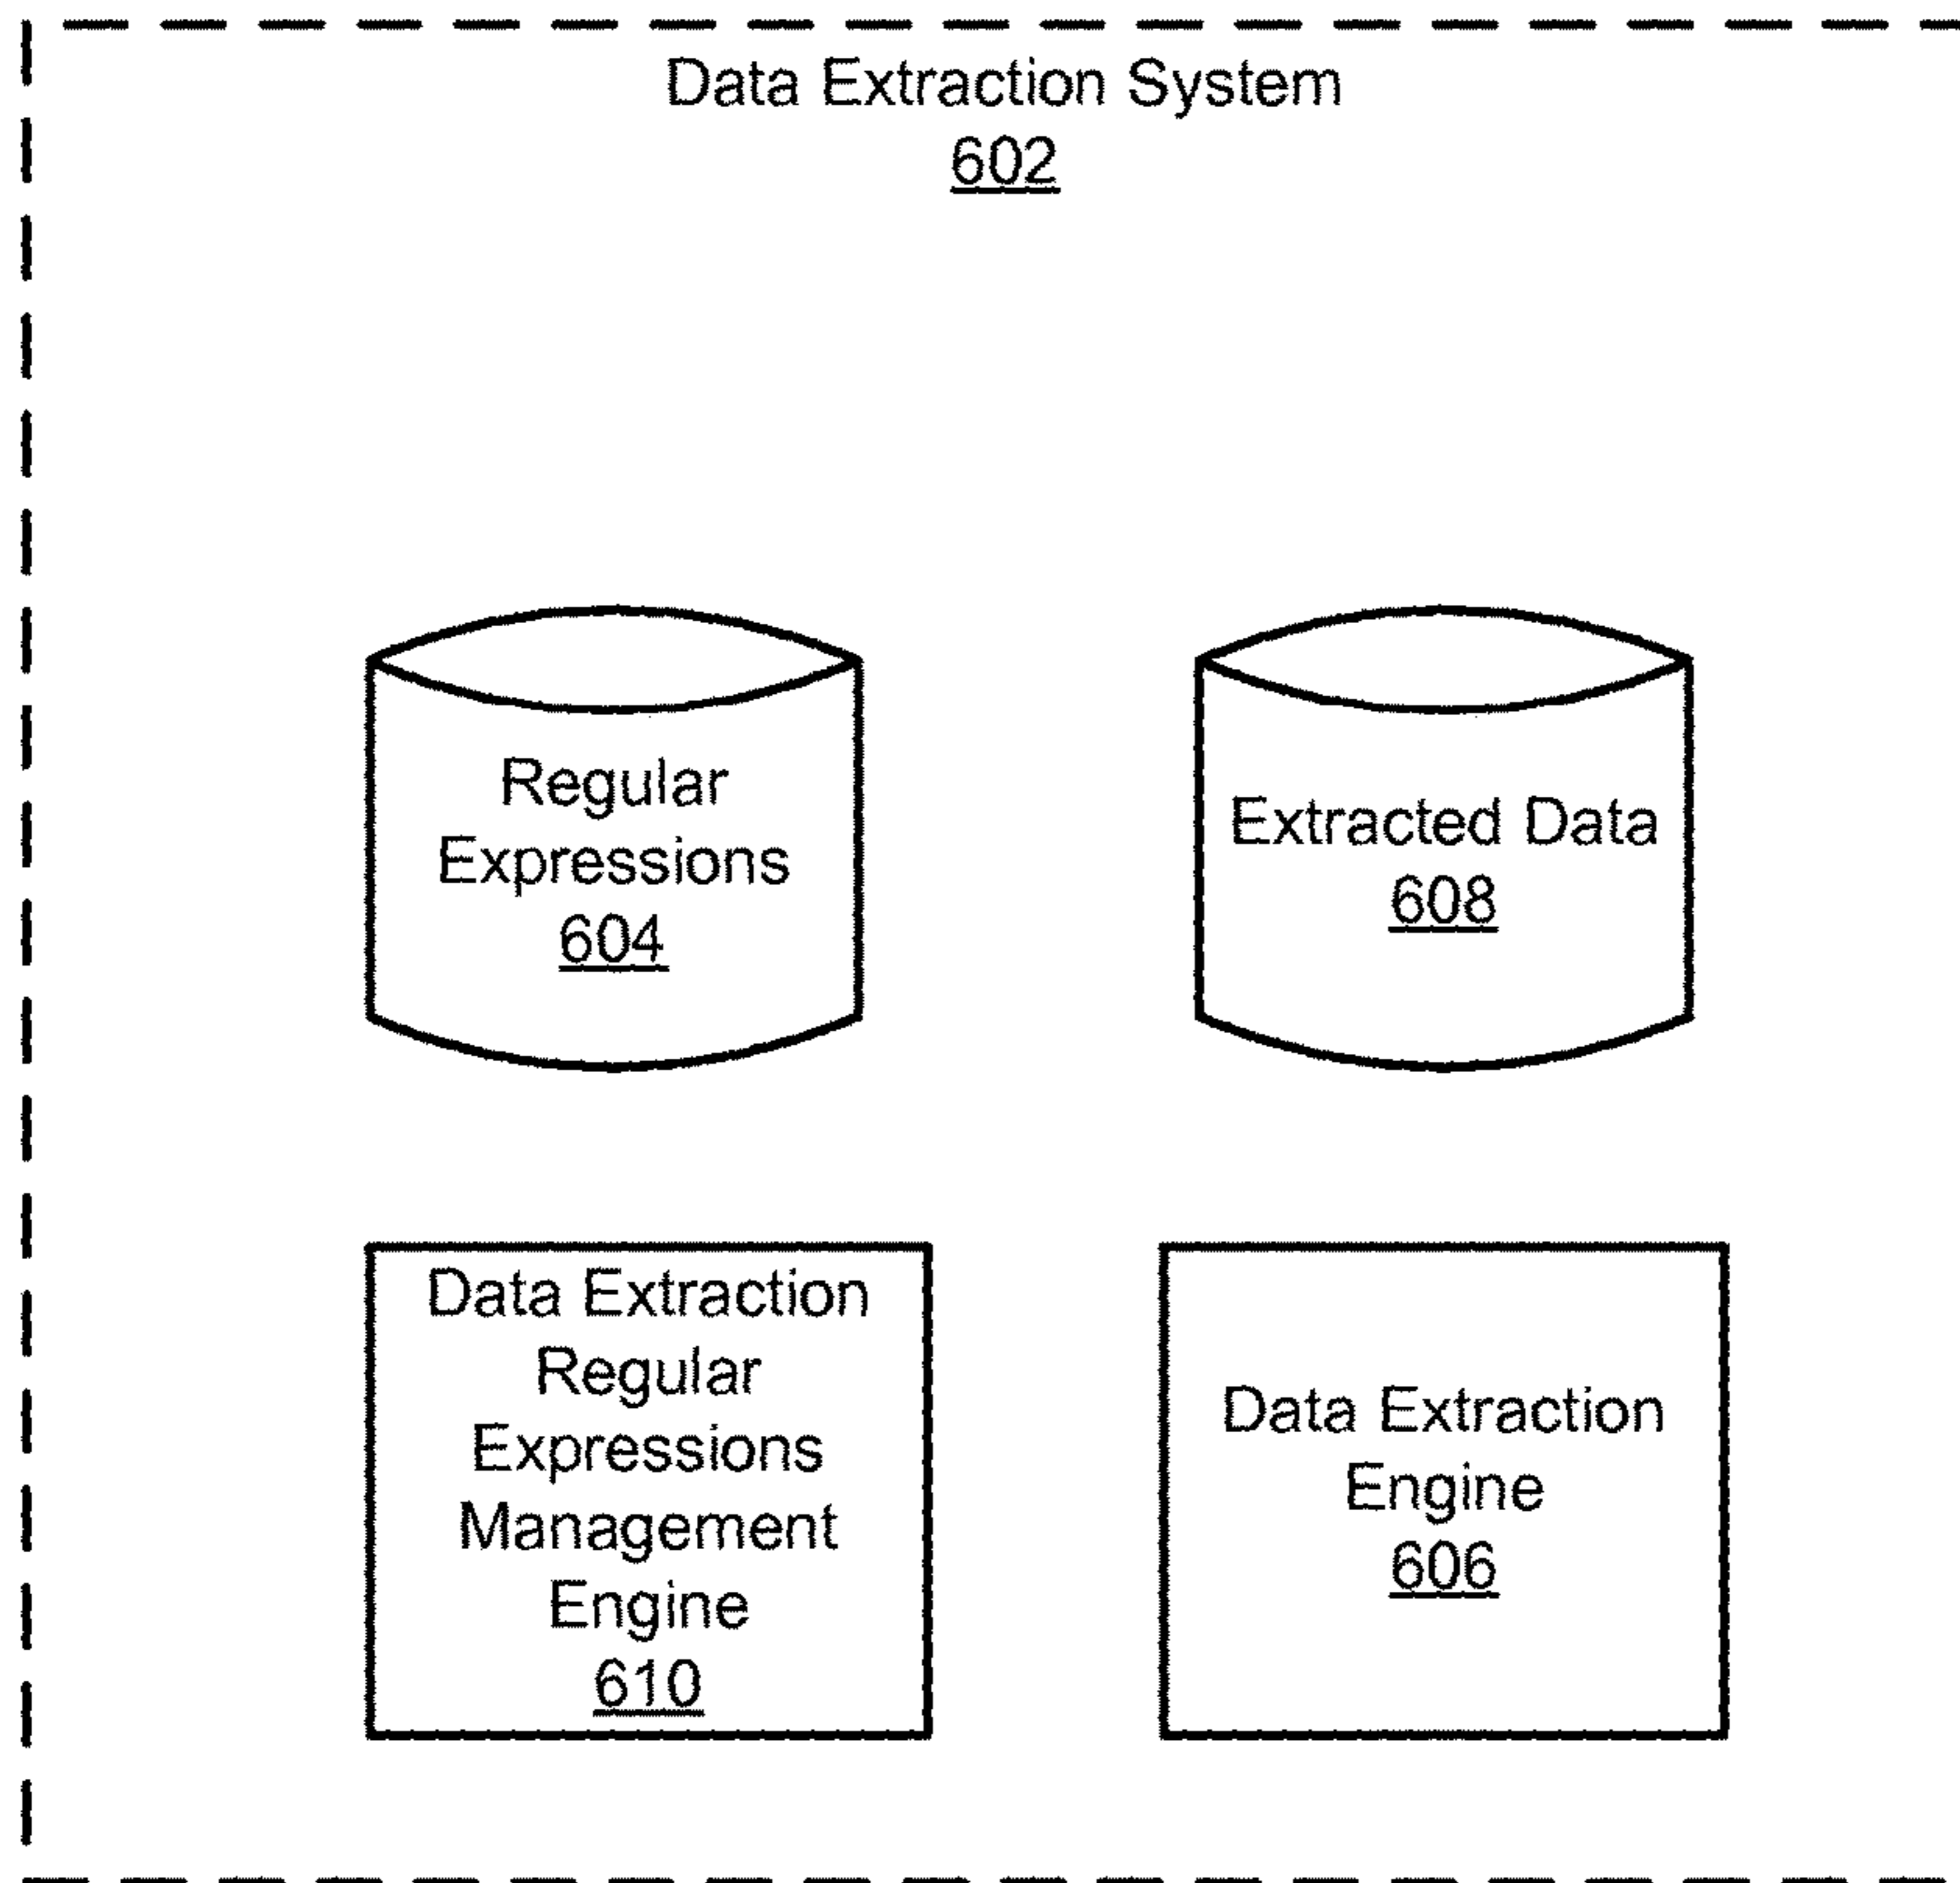 Data Extraction System
602
Regular
Expressions
604
Extracted Data
608
Data Extraction
Regular
Expressions
Management
Engine
610
Data Extraction
Engine
606